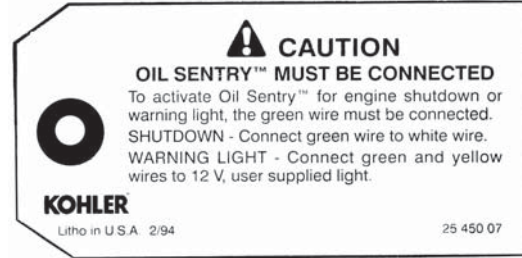 ⚠ CAUTION
OIL SENTRY™ MUST BE CONNECTED
To activate Oil Sentry™ for engine shutdown or
warning light, the green wire must be connected.
SHUTDOWN - Connect green wire to white wire.
WARNING LIGHT - Connect green and yellow
wires to 12 V, user supplied light.
KOHLER
Litho in U.S.A. 2/94 25 450 07